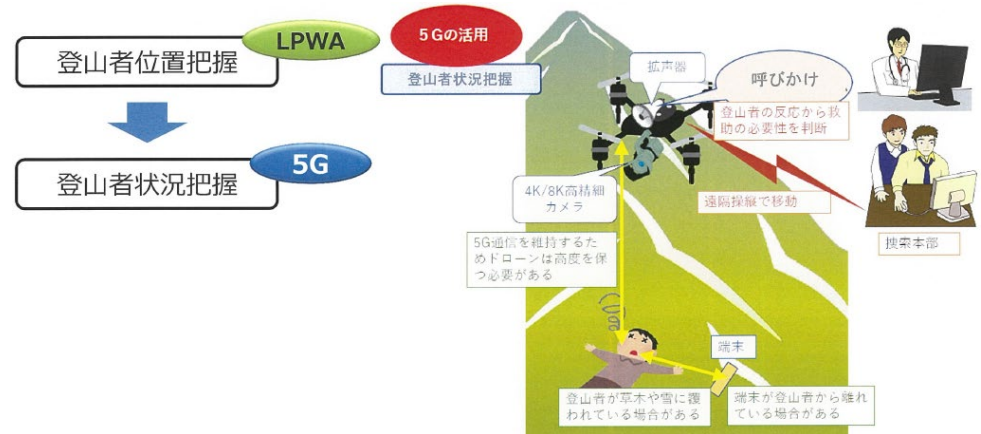 登山者位置把握
LPWA
登山者状況把握
5G
5Gの活用
登山者状況把握
拡声器
呼びかけ
登山者の反応から救
助の必要性を判断
4K/8K高精細
カメラ
遠隔操縦で移動
捜索本部
5G通信を維持するた
めドローンは高度を保
つ必要がある
端末
登山者が草木や雪に覆
われている場合がある
端末が登山者から離れ
ている場合がある